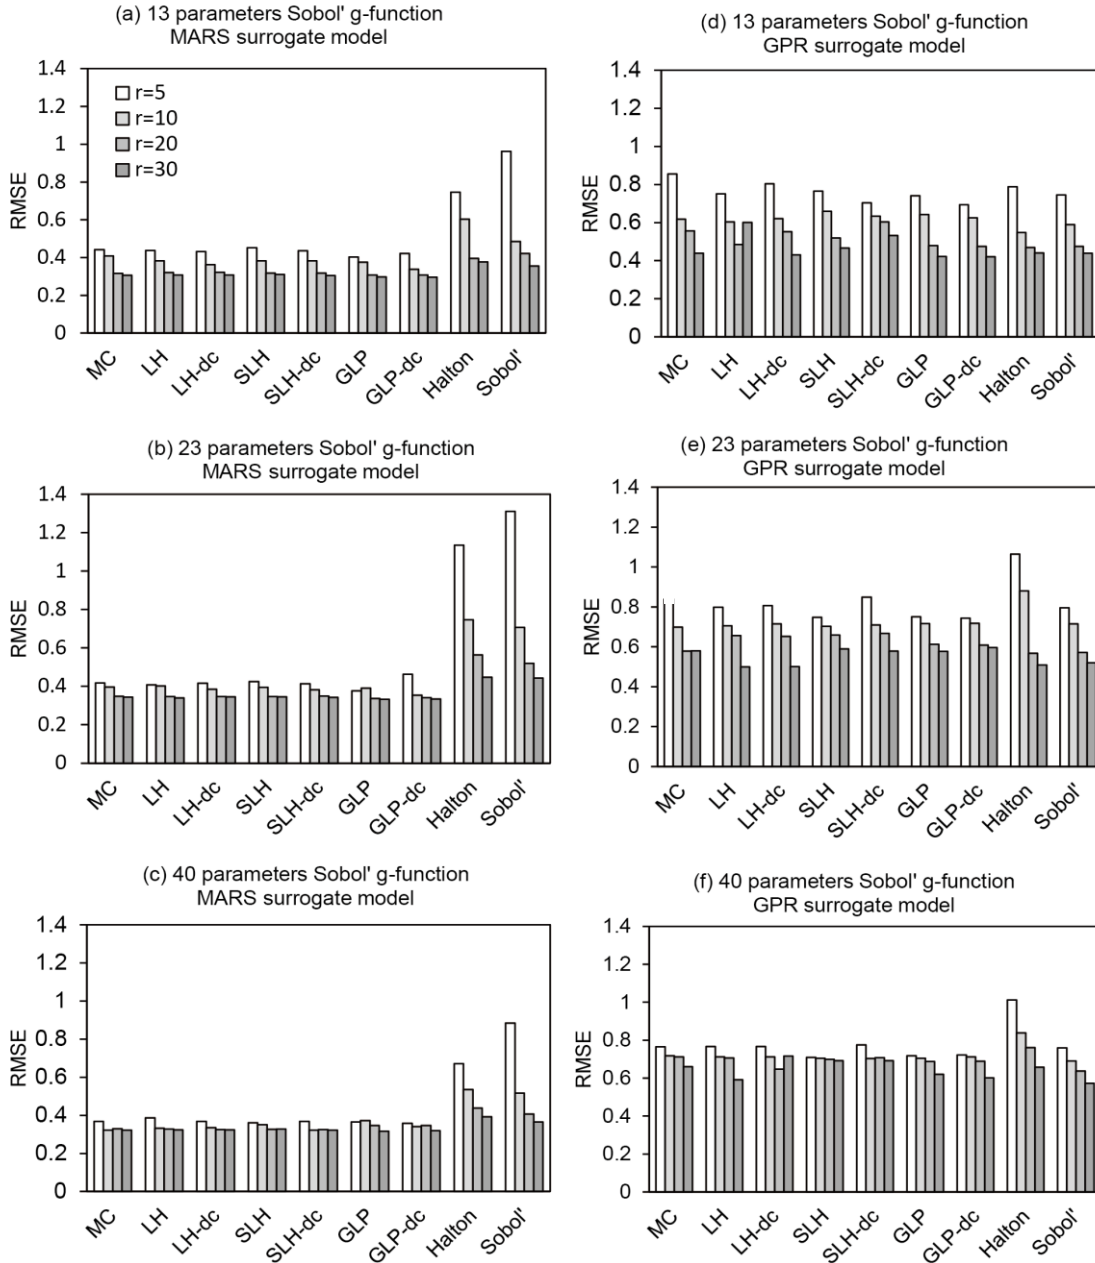 (a) 13 parameters Sobol' g-function
MARS surrogate model
1.4
1.2
1
0.8
0.6
0.4
0.2
0
RMSE
r=5
r=10
r=20
r=30
MC
LH
LH-dc
SLH
SLH-dc
GLP
GLP-dc
Halton
Sobol'
(d) 13 parameters Sobol' g-function
GPR surrogate model
1.4
1.2
1
0.8
0.6
0.4
0.2
0
RMSE
MC
LH
LH-dc
SLH
SLH-dc
GLP
GLP-dc
Halton
Sobol'
(b) 23 parameters Sobol' g-function
MARS surrogate model
1.4
1.2
1
0.8
0.6
0.4
0.2
0
RMSE
MC
LH
LH-dc
SLH
SLH-dc
GLP
GLP-dc
Halton
Sobol'
(e) 23 parameters Sobol' g-function
GPR surrogate model
1.4
1.2
1
0.8
0.6
0.4
0.2
0
RMSE
MC
LH
LH-dc
SLH
SLH-dc
GLP
GLP-dc
Halton
Sobol'
(c) 40 parameters Sobol' g-function
MARS surrogate model
1.4
1.2
1
0.8
0.6
0.4
0.2
0
RMSE
MC
LH
LH-dc
SLH
SLH-dc
GLP
GLP-dc
Halton
Sobol'
(f) 40 parameters Sobol' g-function
GPR surrogate model
1.4
1.2
1
0.8
0.6
0.4
0.2
0
RMSE
MC
LH
LH-dc
SLH
SLH-dc
GLP
GLP-dc
Halton
Sobol'